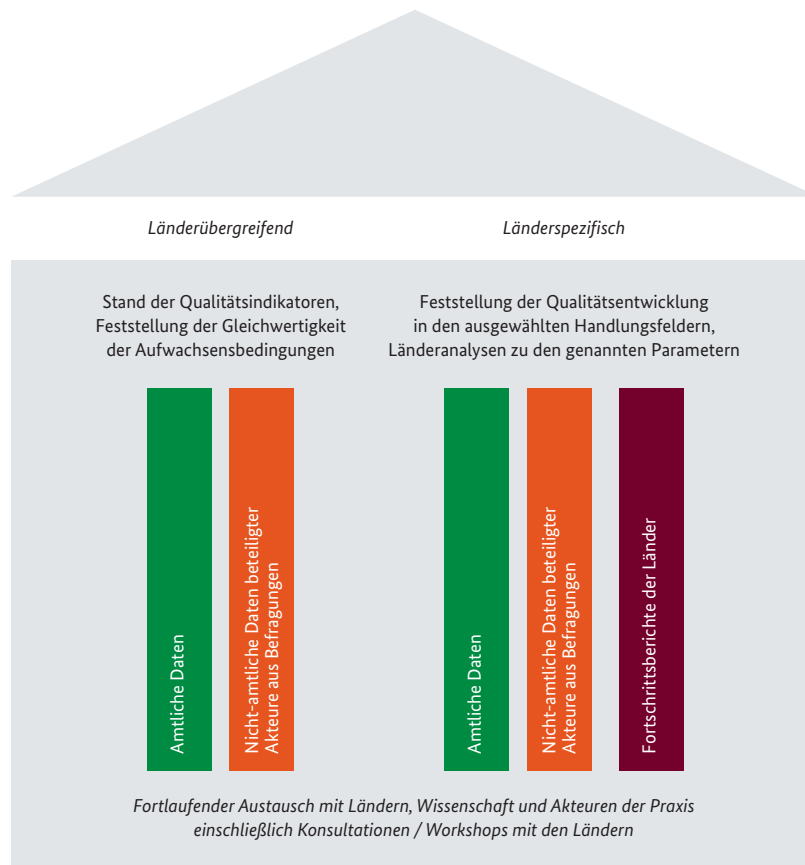 Länderübergreifend
Länderspezifisch
Stand der Qualitätsindikatoren,
Feststellung der Gleichwertigkeit
der Aufwachsensbedingungen
Feststellung der Qualitätsentwicklung
in den ausgewählten Handlungsfeldern,
Länderanalysen zu den genannten Parametern
Amtliche Daten
Nicht-amtliche Daten beteiligter
Akteure aus Befragungen
Amtliche Daten
Nicht-amtliche Daten beteiligter
Akteure aus Befragungen
Fortschrittsberichte der Länder
Fortlaufender Austausch mit Ländern, Wissenschaft und Akteuren der Praxis
einschließlich Konsultationen / Workshops mit den Ländern